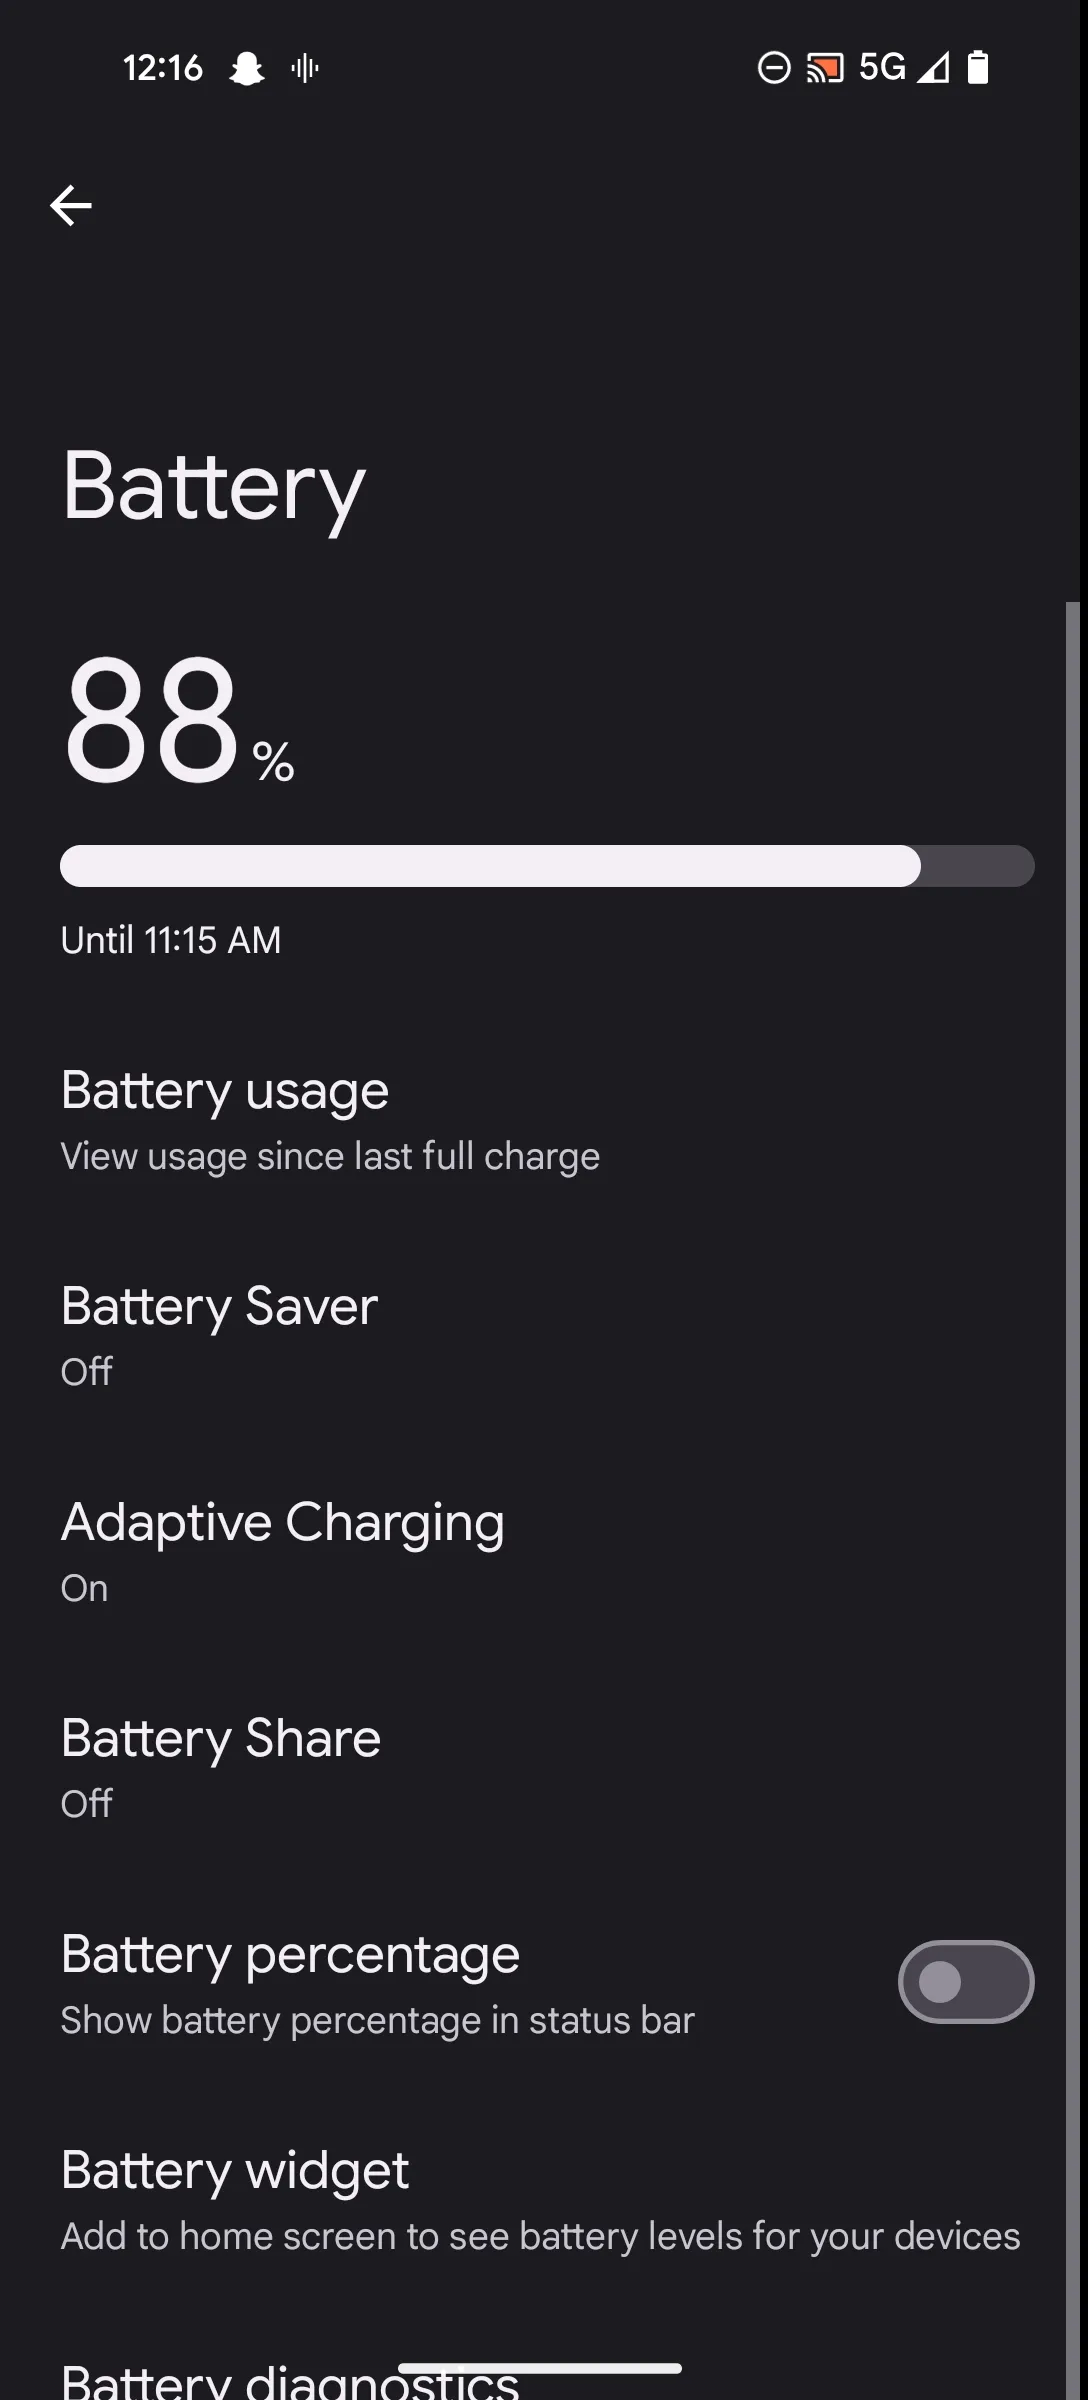 12:16 5G
Battery
88 %
Until 11:15 AM
Battery usage
View usage since last full charge
Battery Saver
Off
Adaptive Charging
On
Battery Share
Off
Battery percentage
Show battery percentage in status bar
Battery widget
Add to home screen to see battery levels for your devices
Battery diagnostics